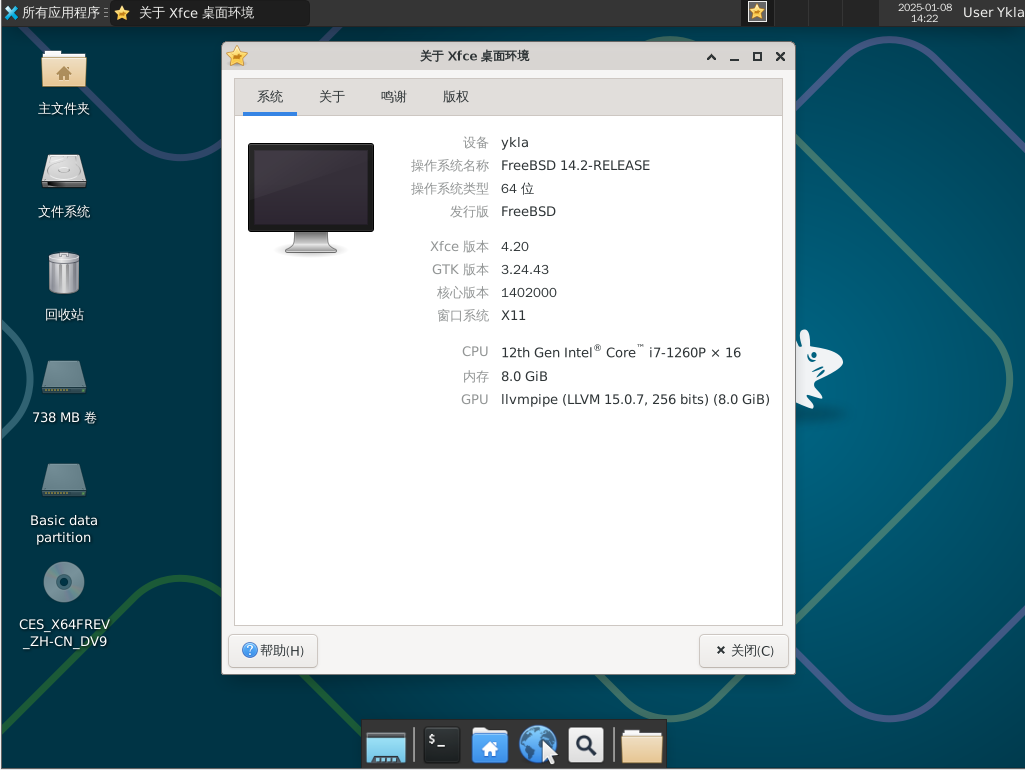 所有应用程序
关于 Xfce 桌面环境
2025-01-08
14:22
User Ykla
主文件夹
文件系统
回收站
738 MB 卷
Basic data
partition
CES_X64FREV
_ZH-CN_DV9
关于 Xfce 桌面环境
系统 关于 鸣谢 版权
设备 ykla
操作系统名称 FreeBSD 14.2-RELEASE
操作系统类型 64 位
发行版 FreeBSD
Xfce 版本 4.20
GTK 版本 3.24.43
核心版本 1402000
窗口系统 X11
CPU 12th Gen Intel® Core™ i7-1260P × 16
内存 8.0 GiB
GPU llvmpipe (LLVM 15.0.7, 256 bits) (8.0 GiB)
帮助(H)
关闭(C)
$_